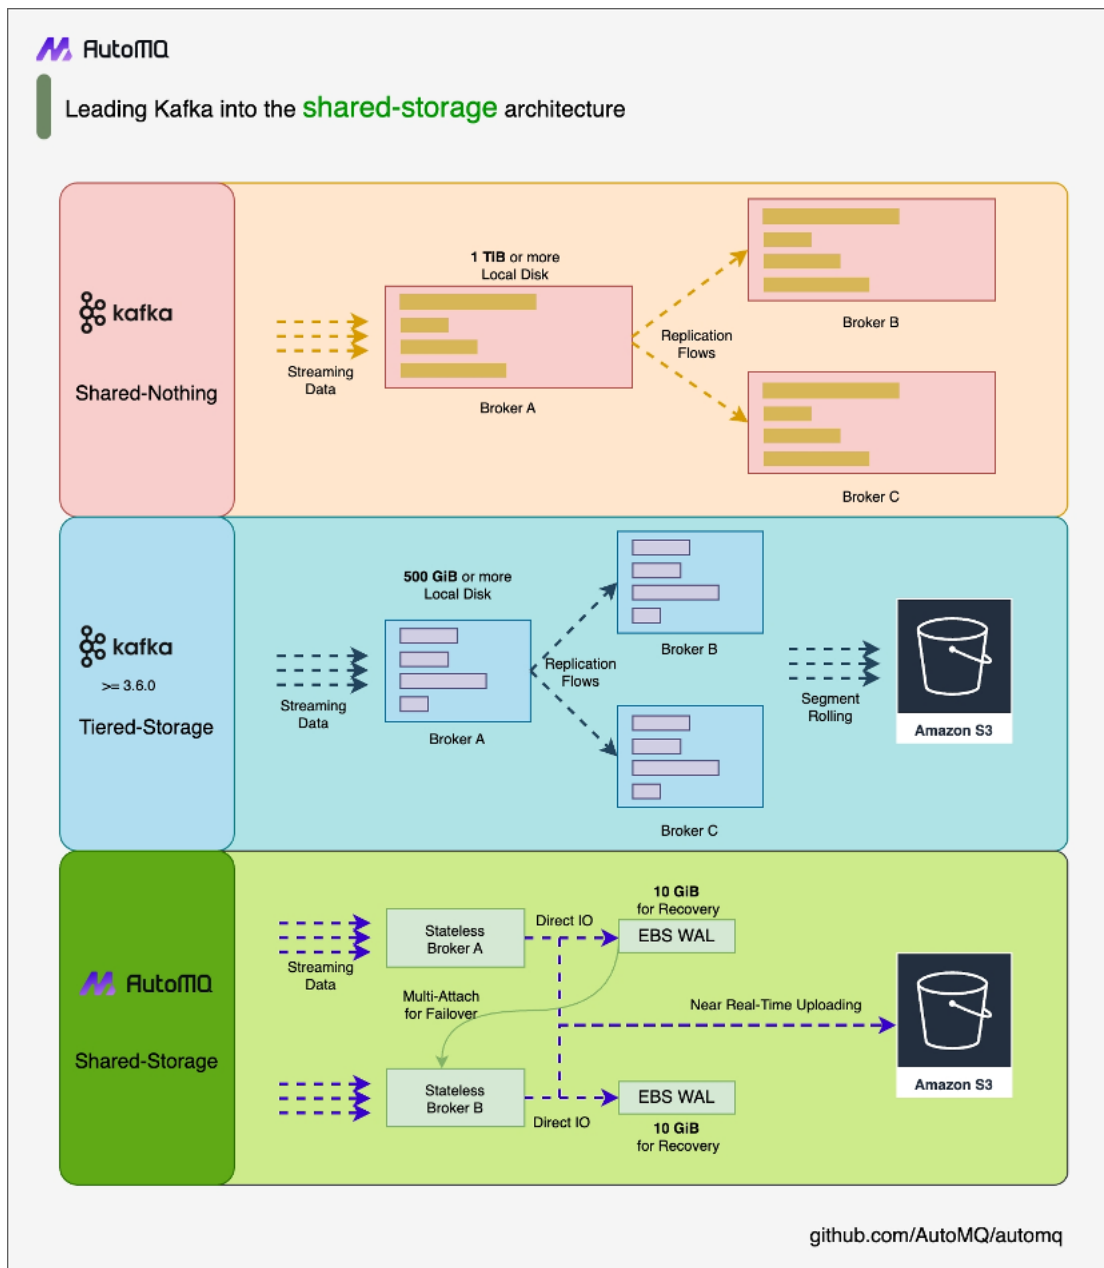 AutoMQ
Leading Kafka into the shared-storage architecture
kafka
Shared-Nothing
Streaming
Data
1 TIB or more
Local Disk
Broker A
Replication
Flows
Broker B
Broker C
kafka
>= 3.6.0
Tiered-Storage
Streaming
Data
500 GiB or more
Local Disk
Broker A
Replication
Flows
Broker B
Broker C
Segment
Rolling
Amazon S3
AutoMQ
Shared-Storage
Streaming
Data
Stateless
Broker A
Direct IO
10 GiB
for Recovery
EBS WAL
Multi-Attach
for Failover
Near Real-Time Uploading
Amazon S3
Stateless
Broker B
Direct IO
EBS WAL
10 GiB
for Recovery
github.com/AutoMQ/automq